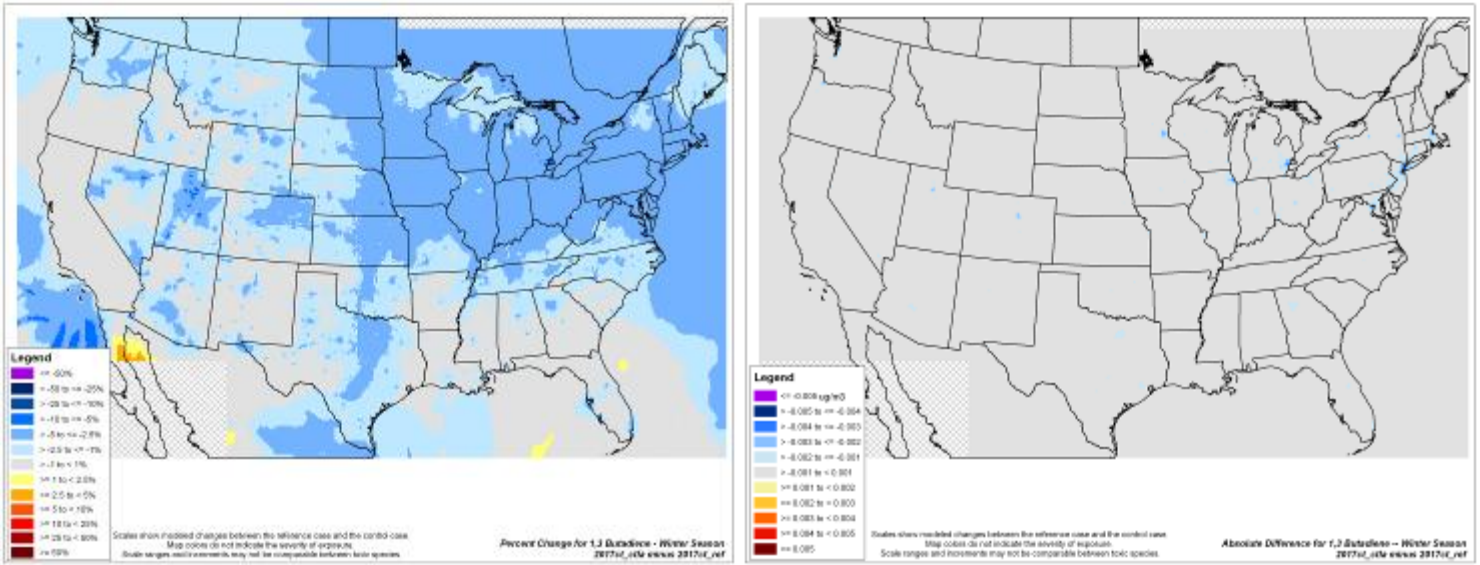 Legend
<= -50%
> -50 to <= -25%
> -25 to <= -10%
> -10 to <= -5%
> -5 to <= -2.5%
> -2.5 to <= -1%
> -1 to < 1%
>= 1 to < 2.5%
>= 2.5 to < 5%
>= 5 to < 10%
>= 10 to < 25%
>= 25 to < 50%
>= 50%
Scales show modeled changes between the reference case and the control case.
Map colors do not indicate the severity of exposure.
Scale ranges and increments may not be comparable between toxic species.
Percent Change for 1,3 Butadiene - Winter Season
minus
Legend
ug/m3
> -0.005 to <= -0.004
> -0.004 to <= -0.003
> -0.003 to <= -0.002
> -0.002 to <= -0.001
> -0.001 to < 0.001
>= 0.001 to < 0.002
>= 0.002 to < 0.003
>= 0.003 to < 0.004
>= 0.004 to < 0.005
>= 0.005
Scales show modeled changes between the reference case and the control case.
Map colors do not indicate the severity of exposure.
Scale ranges and increments may not be comparable between toxic species.
Absolute Difference for 1,3 Butadiene -- Winter Season
minus